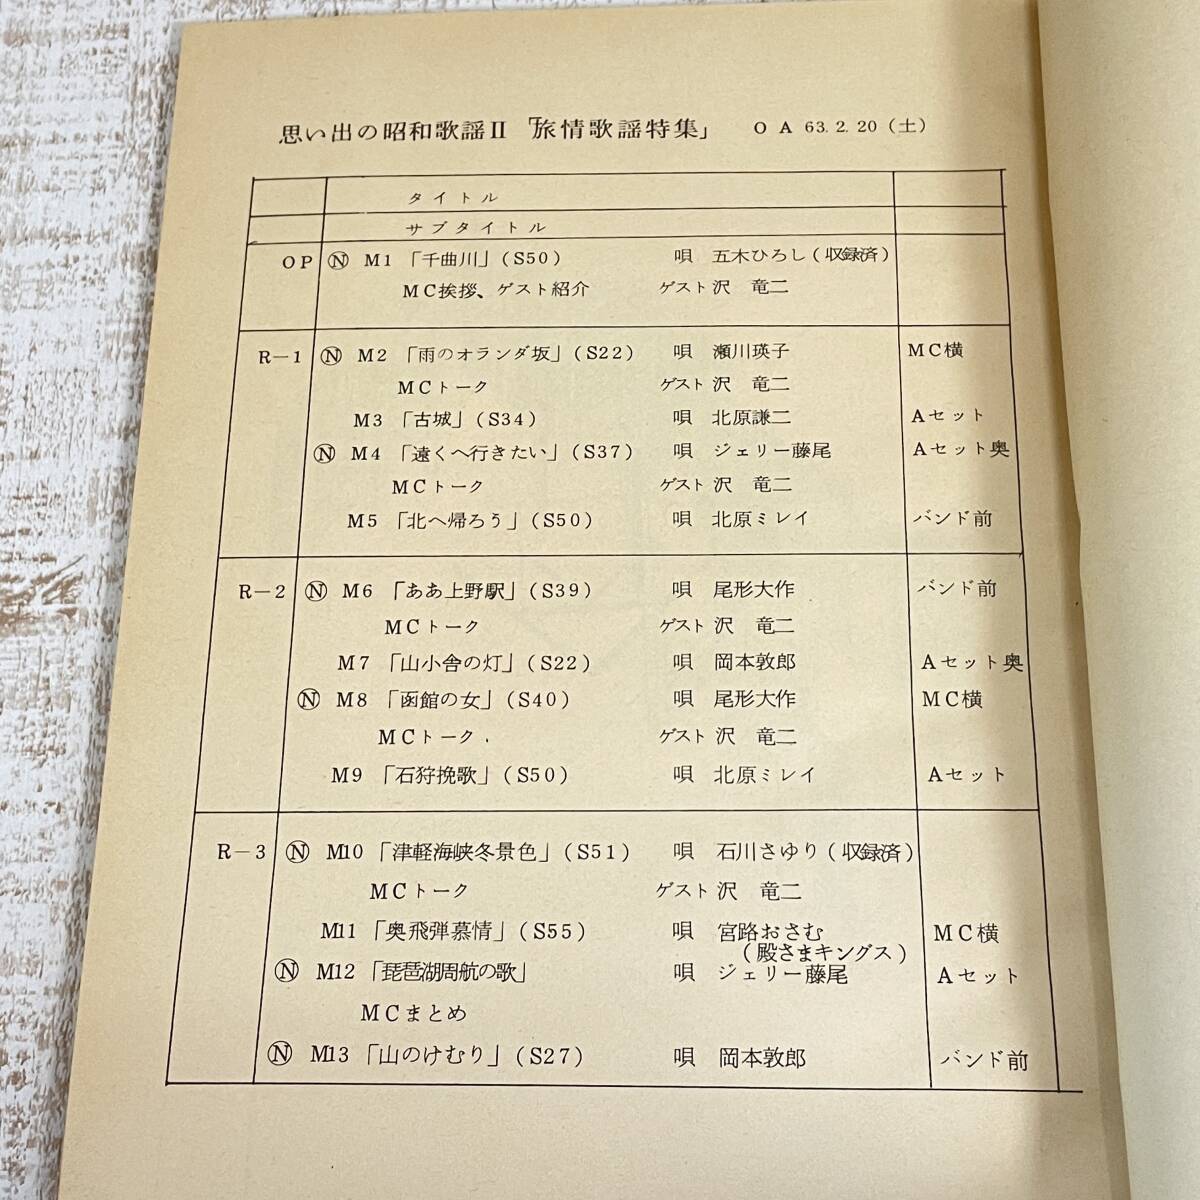 思い出の昭和歌謡II 「旅情歌謡特集」 OA 63.2.20(土)
タイトル
サブタイトル
OP Ⓝ M1 「千曲川」(S50) 唄 五木ひろし(収録済)
MC挨拶、ゲスト紹介 ゲスト 沢 竜二
R-1 Ⓝ M2 「雨のオランダ坂」(S22) 唄 瀬川瑛子 MC横
MCトーク ゲスト 沢 竜二
M3 「古城」(S34) 唄 北原謙二 Aセット
Ⓝ M4 「遠くへ行きたい」(S37) 唄 ジェリー藤尾 Aセット奥
MCトーク ゲスト 沢 竜二
M5 「北へ帰ろう」(S50) 唄 北原ミレイ バンド前
R-2 Ⓝ M6 「ああ上野駅」(S39) 唄 尾形大作 バンド前
MCトーク ゲスト 沢 竜二
M7 「山小舎の灯」(S22) 唄 岡本敦郎 Aセット奥
Ⓝ M8 「函館の女」(S40) 唄 尾形大作 MC横
MCトーク ゲスト 沢 竜二
M9 「石狩挽歌」(S50) 唄 北原ミレイ Aセット
R-3 Ⓝ M10 「津軽海峡冬景色」(S51) 唄 石川さゆり(収録済)
MCトーク ゲスト 沢 竜二
M11 「奥飛弾慕情」(S55) 唄 宮路おさむ MC横
(殿さまキングス)
Ⓝ M12 「琵琶湖周航の歌」 唄 ジェリー藤尾 Aセット
MCまとめ
Ⓝ M13 「山のけむり」(S27) 唄 岡本敦郎 バンド前